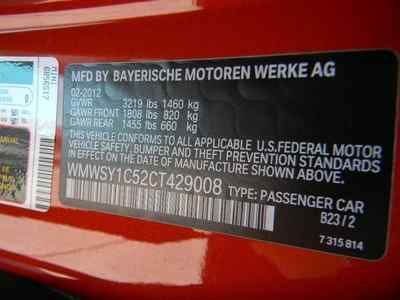 MFD BY BAYERISCHE MOTOREN WERKE AG
02-2012
GVWR 3219 lbs 1460 kg
GAWR FRONT 1808 lbs 820 kg
GAWR REAR 1455 lbs 660 kg
THIS VEHICLE CONFORMS TO ALL APPLICABLE U.S. FEDERAL MOTOR
VEHICLE SAFETY, BUMPER, AND THEFT PREVENTION STANDARDS
IN EFFECT ON THE DATE OF MANUFACTURE SHOWN ABOVE.
WMWSY1C52CT429008 TYPE: PASSENGER CAR
B23/2
7 315 814
MINI